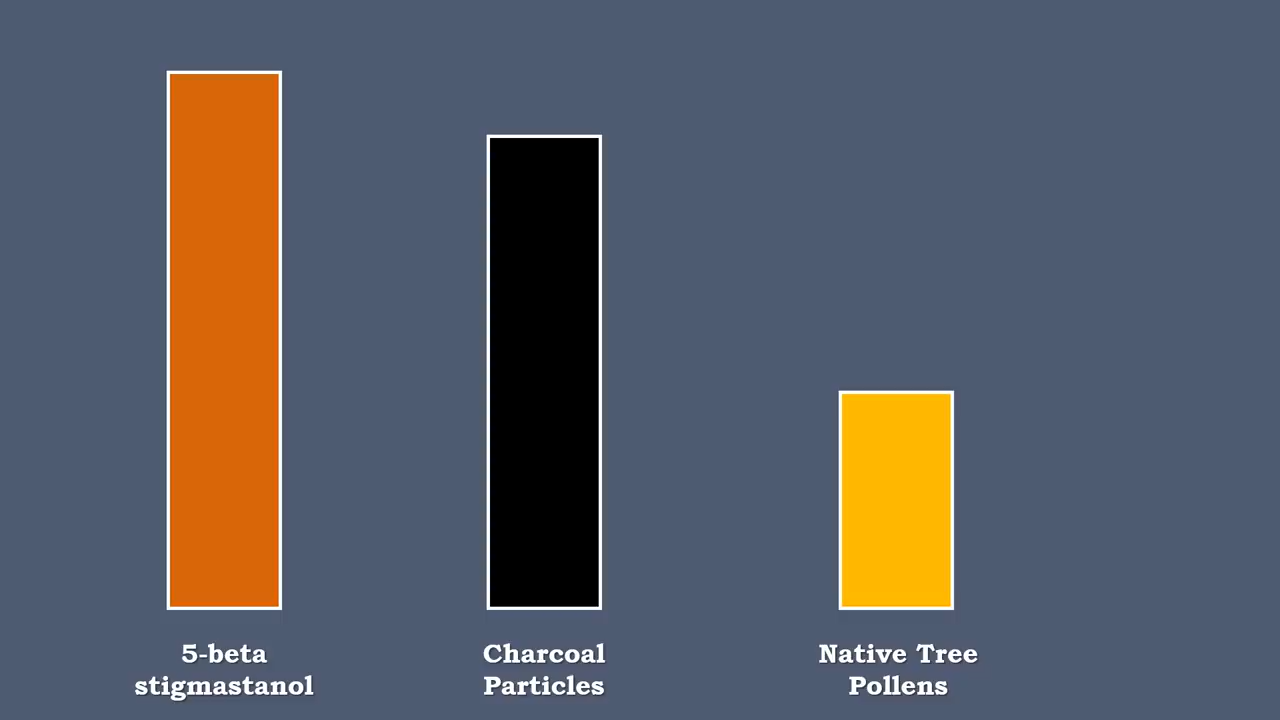 5-beta
stigmastanol
Charcoal
Particles
Native Tree
Pollens